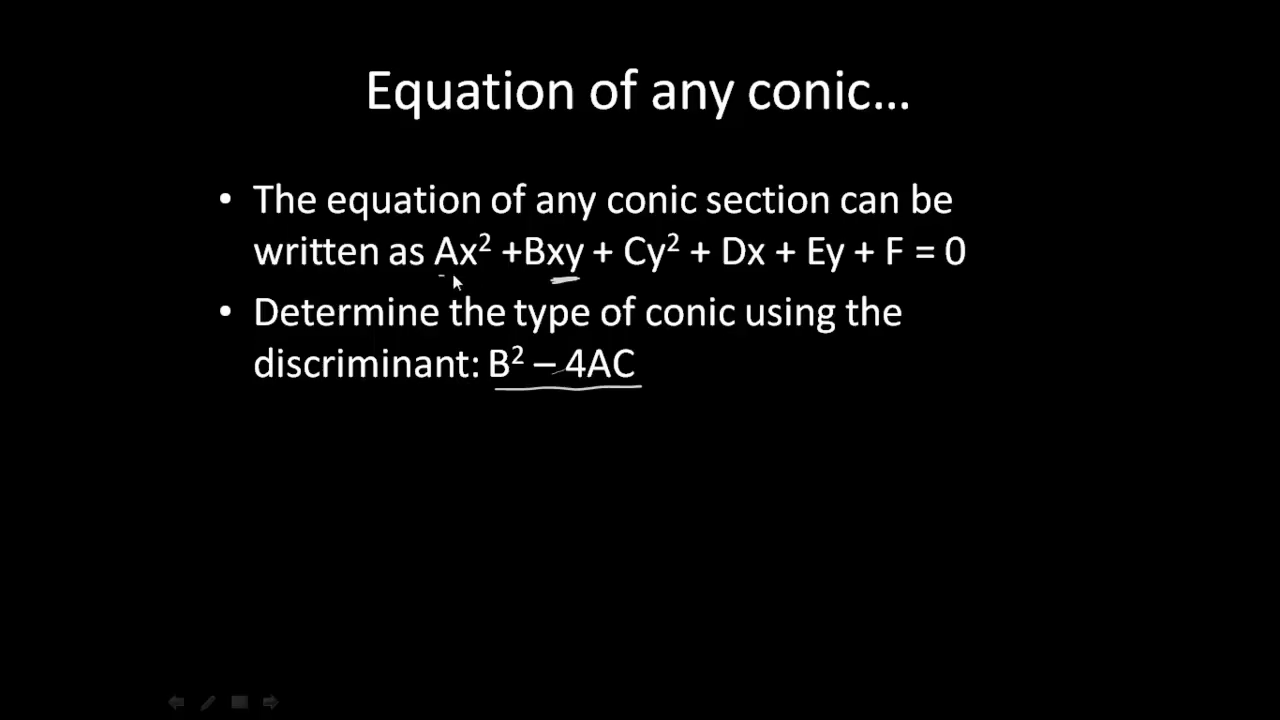 Equation of any conic...
• The equation of any conic section can be
written as Ax² +Bxy + Cy² + Dx + Ey + F = 0
• Determine the type of conic using the
discriminant: B² – 4AC